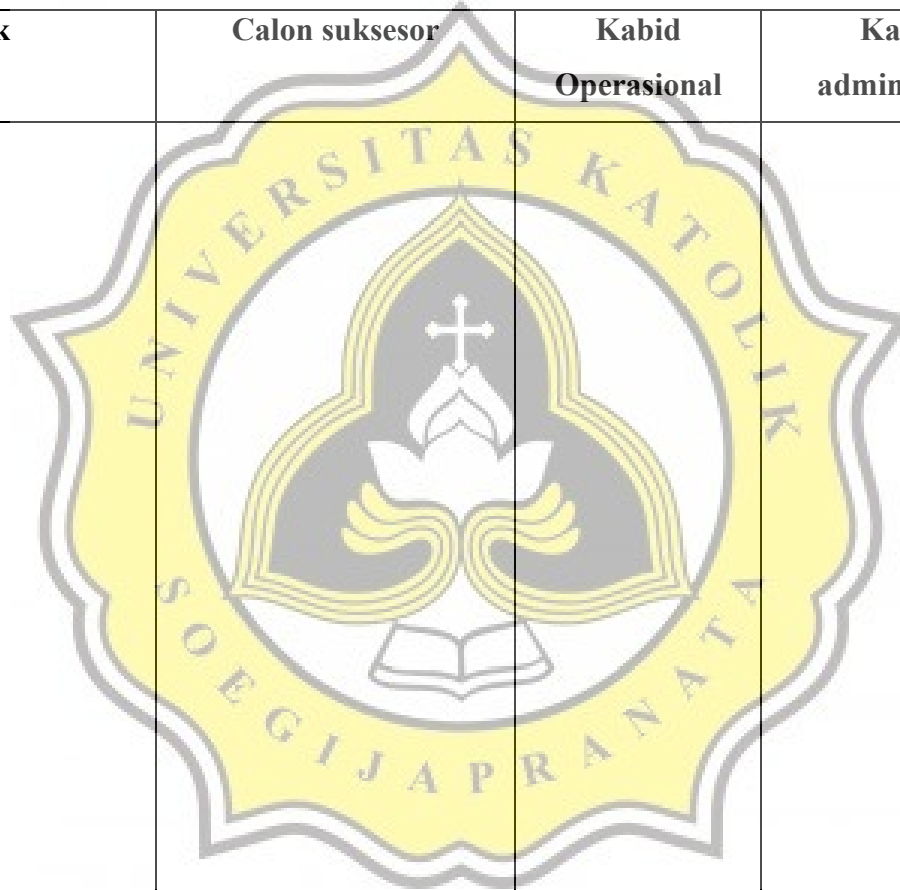 k Calon suksesor Kabid Ka
Operasional admin
UNIVERSITAS KATOLIK
SOEGIJAPRANATA